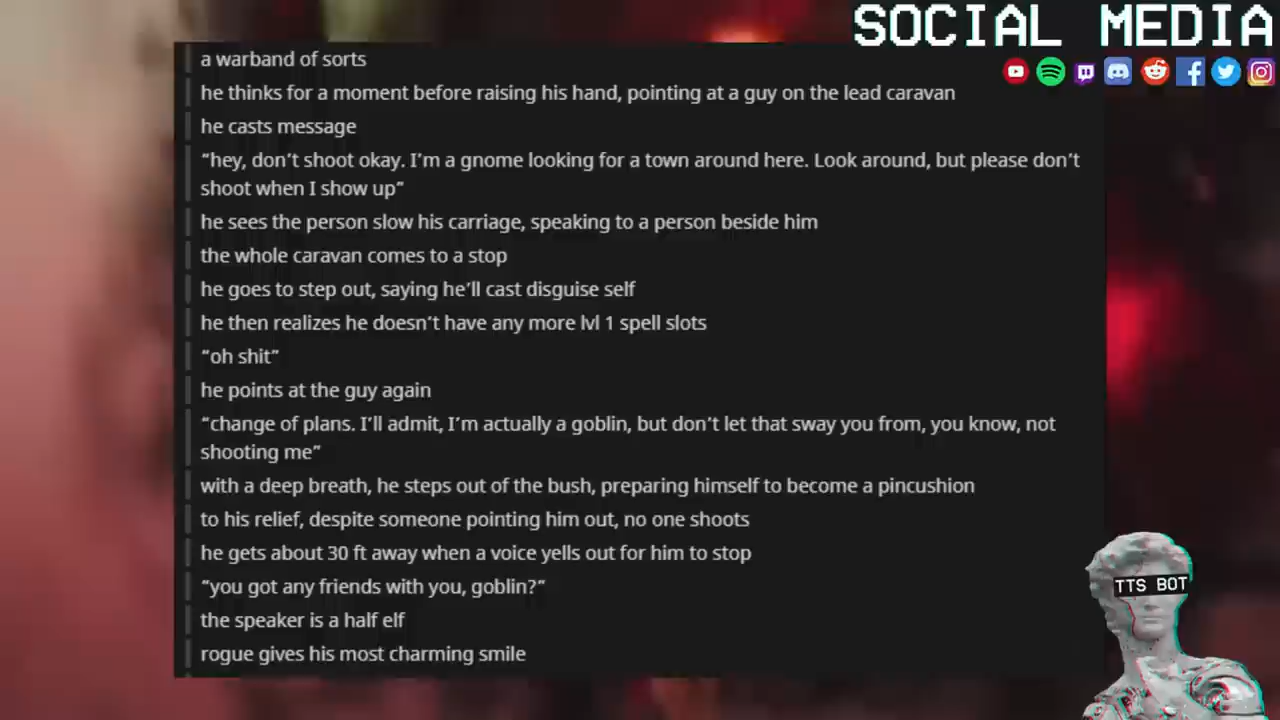 SOCIAL MEDIA
a warband of sorts
he thinks for a moment before raising his hand, pointing at a guy on the lead caravan
he casts message
“hey, don’t shoot okay. I’m a gnome looking for a town around here. Look around, but please don’t
shoot when I show up”
he sees the person slow his carriage, speaking to a person beside him
the whole caravan comes to a stop
he goes to step out, saying he’ll cast disguise self
he then realizes he doesn’t have any more lvl 1 spell slots
“oh shit”
he points at the guy again
“change of plans. I’ll admit, I’m actually a goblin, but don’t let that sway you from, you know, not
shooting me”
with a deep breath, he steps out of the bush, preparing himself to become a pincushion
to his relief, despite someone pointing him out, no one shoots
he gets about 30 ft away when a voice yells out for him to stop
“you got any friends with you, goblin?”
the speaker is a half elf
rogue gives his most charming smile
TTS BOT